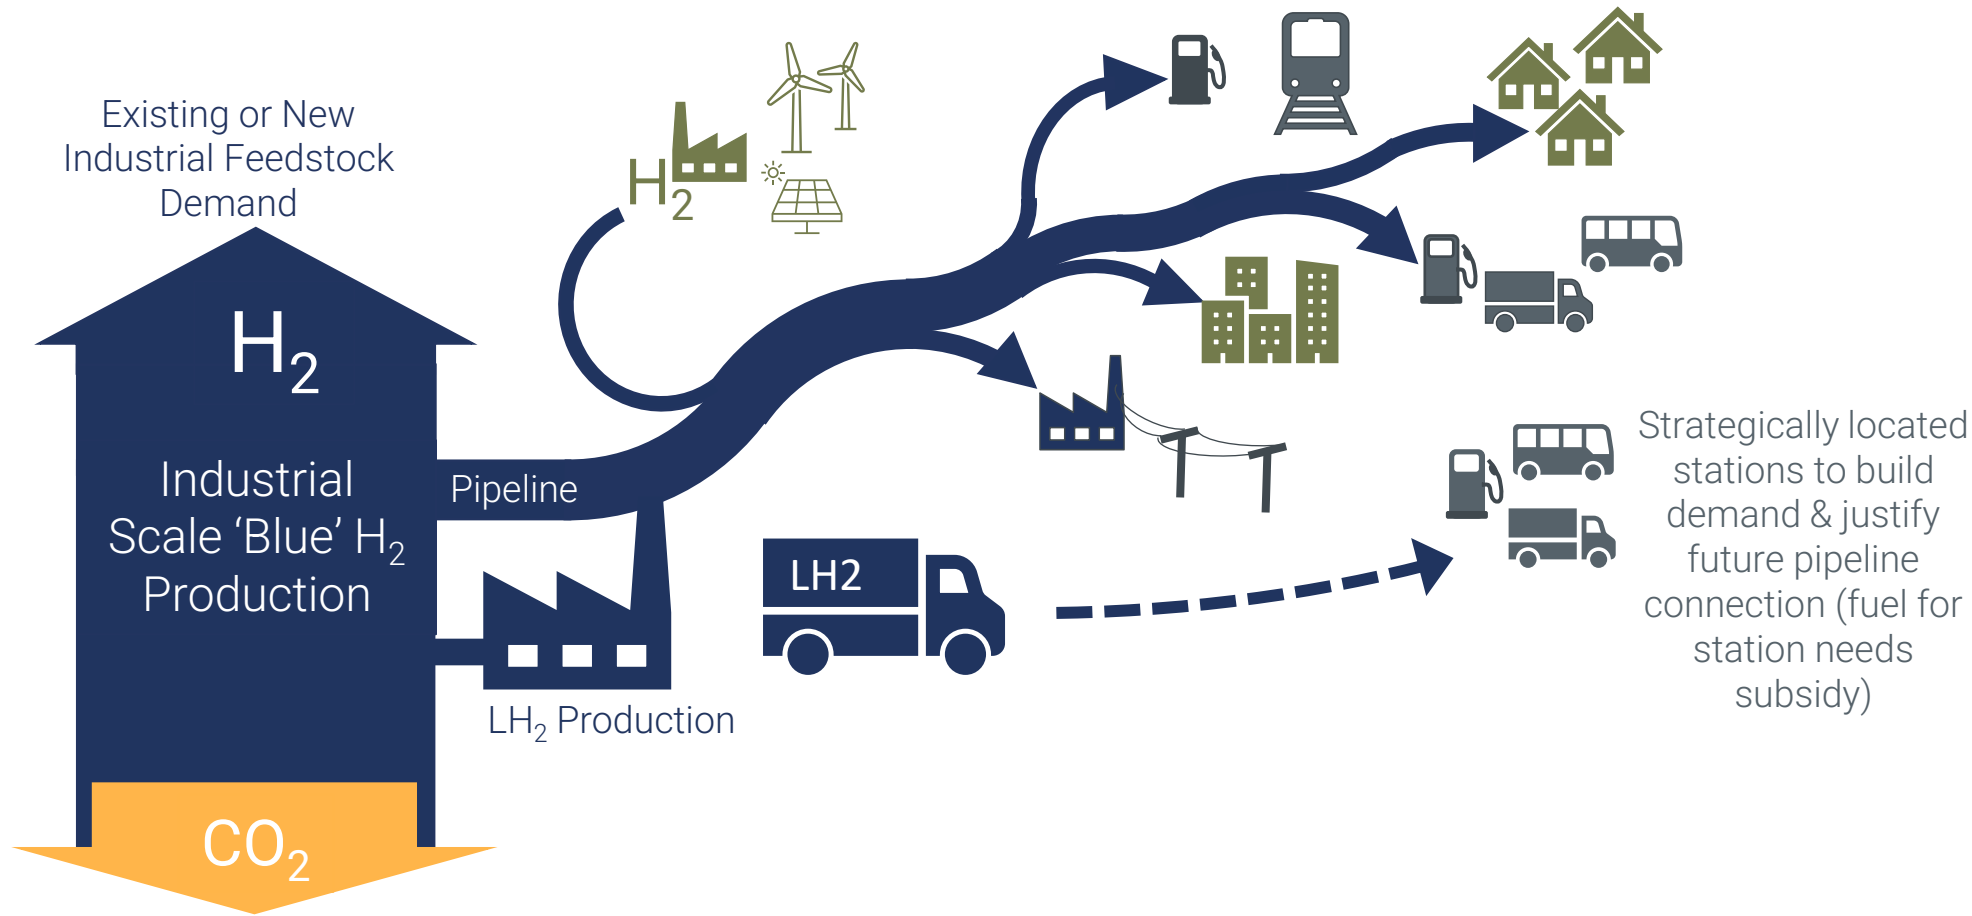 Existing or New
Industrial Feedstock
Demand
H₂
Industrial
Scale ‘Blue’ H₂
Production
CO₂
H₂
Pipeline
LH2
LH₂ Production
Strategically located
stations to build
demand & justify
future pipeline
connection (fuel for
station needs
subsidy)